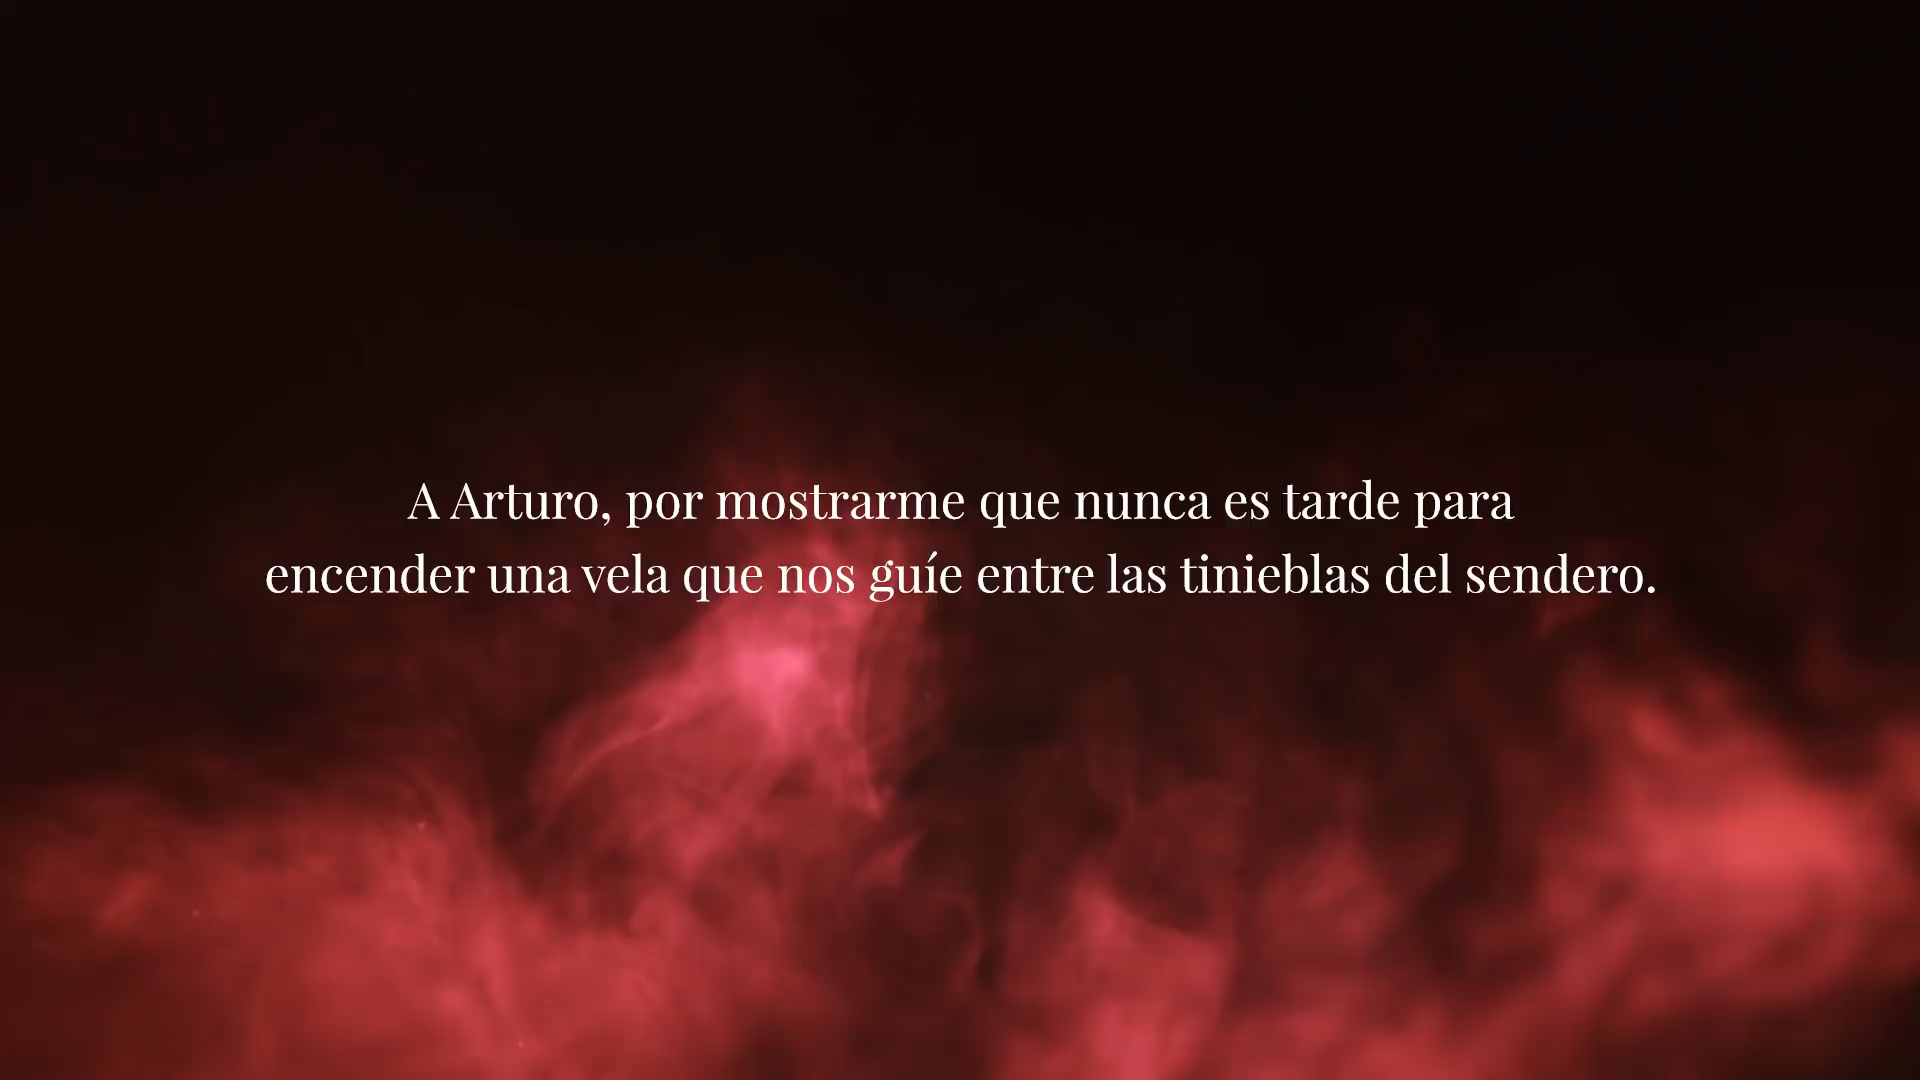 A Arturo, por mostrarme que nunca es tarde para
encender una vela que nos guíe entre las tinieblas del sendero.